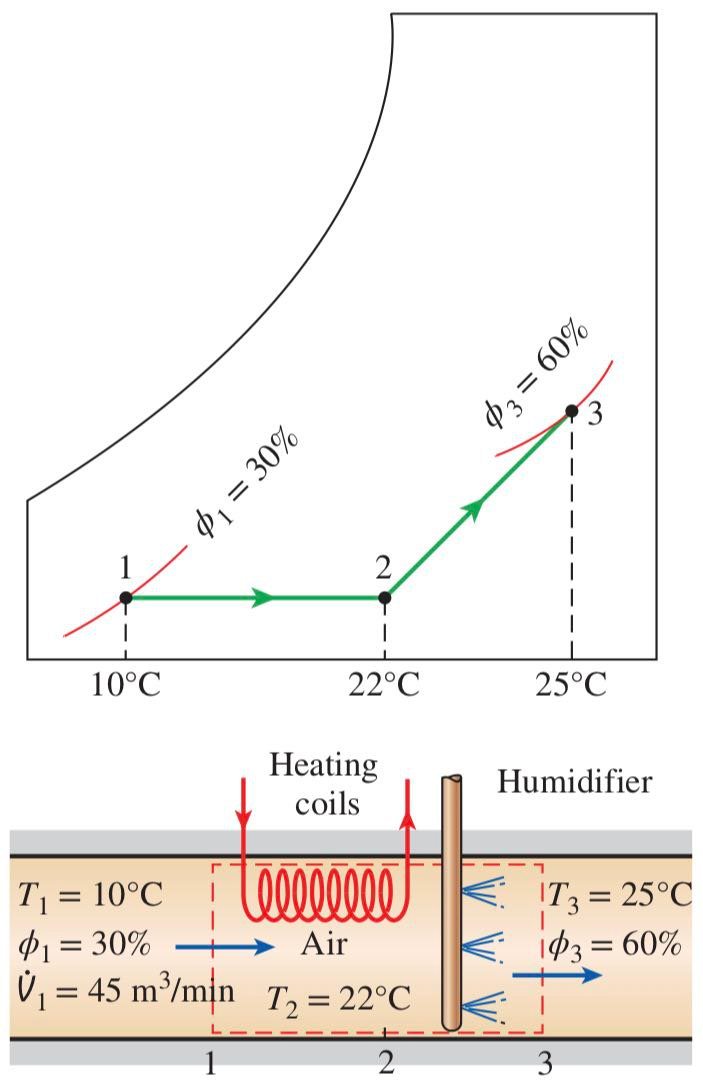 ϕ₃ = 60%
3
ϕ₁ = 30%
1
2
10°C
22°C
25°C
Heating
coils
Humidifier
T₁ = 10°C
ϕ₁ = 30%
V̇₁ = 45 m³/min
Air
T₂ = 22°C
T₃ = 25°C
ϕ₃ = 60%
1
2
3